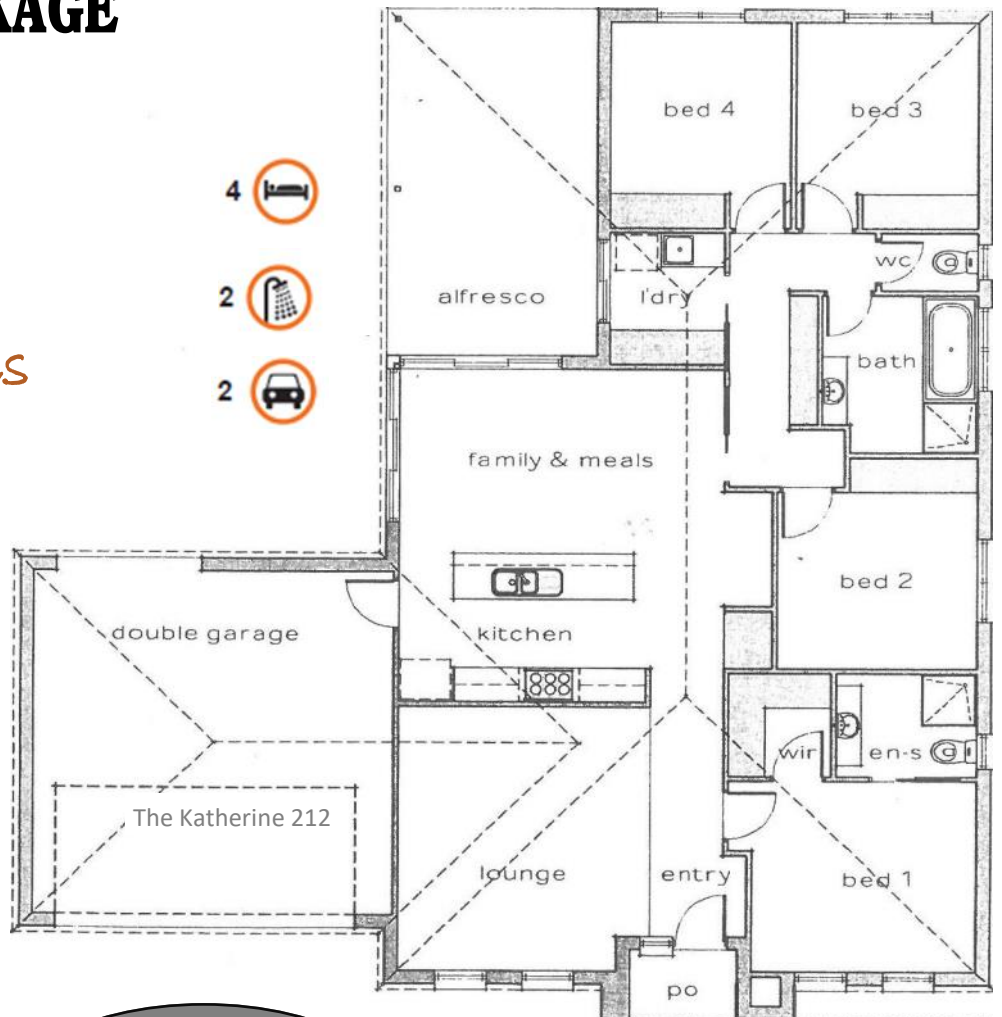 bed 4
bed 3
4
wc
2
alfresco
l'dry
bath
2
family & meals
bed 2
double garage
kitchen
wir
en-s
The Katherine 212
lounge
entry
bed 1
po